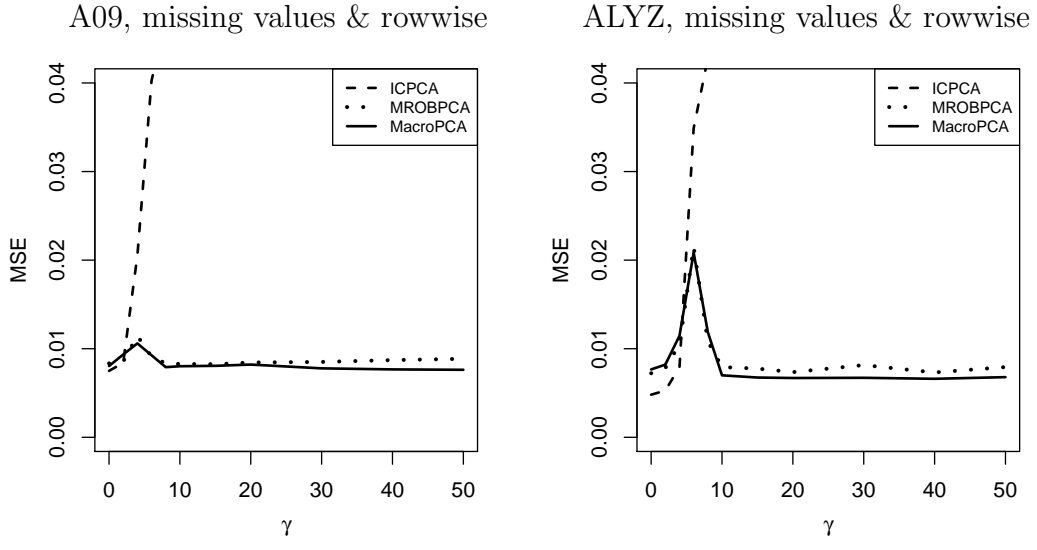 A09, missing values & rowwise
ICPCA
MROBPCA
MacroPCA
MSE
0.04
0.03
0.02
0.01
0.00
0 10 20 30 40 50
γ
ALYZ, missing values & rowwise
ICPCA
MROBPCA
MacroPCA
MSE
0.04
0.03
0.02
0.01
0.00
0 10 20 30 40 50
γ